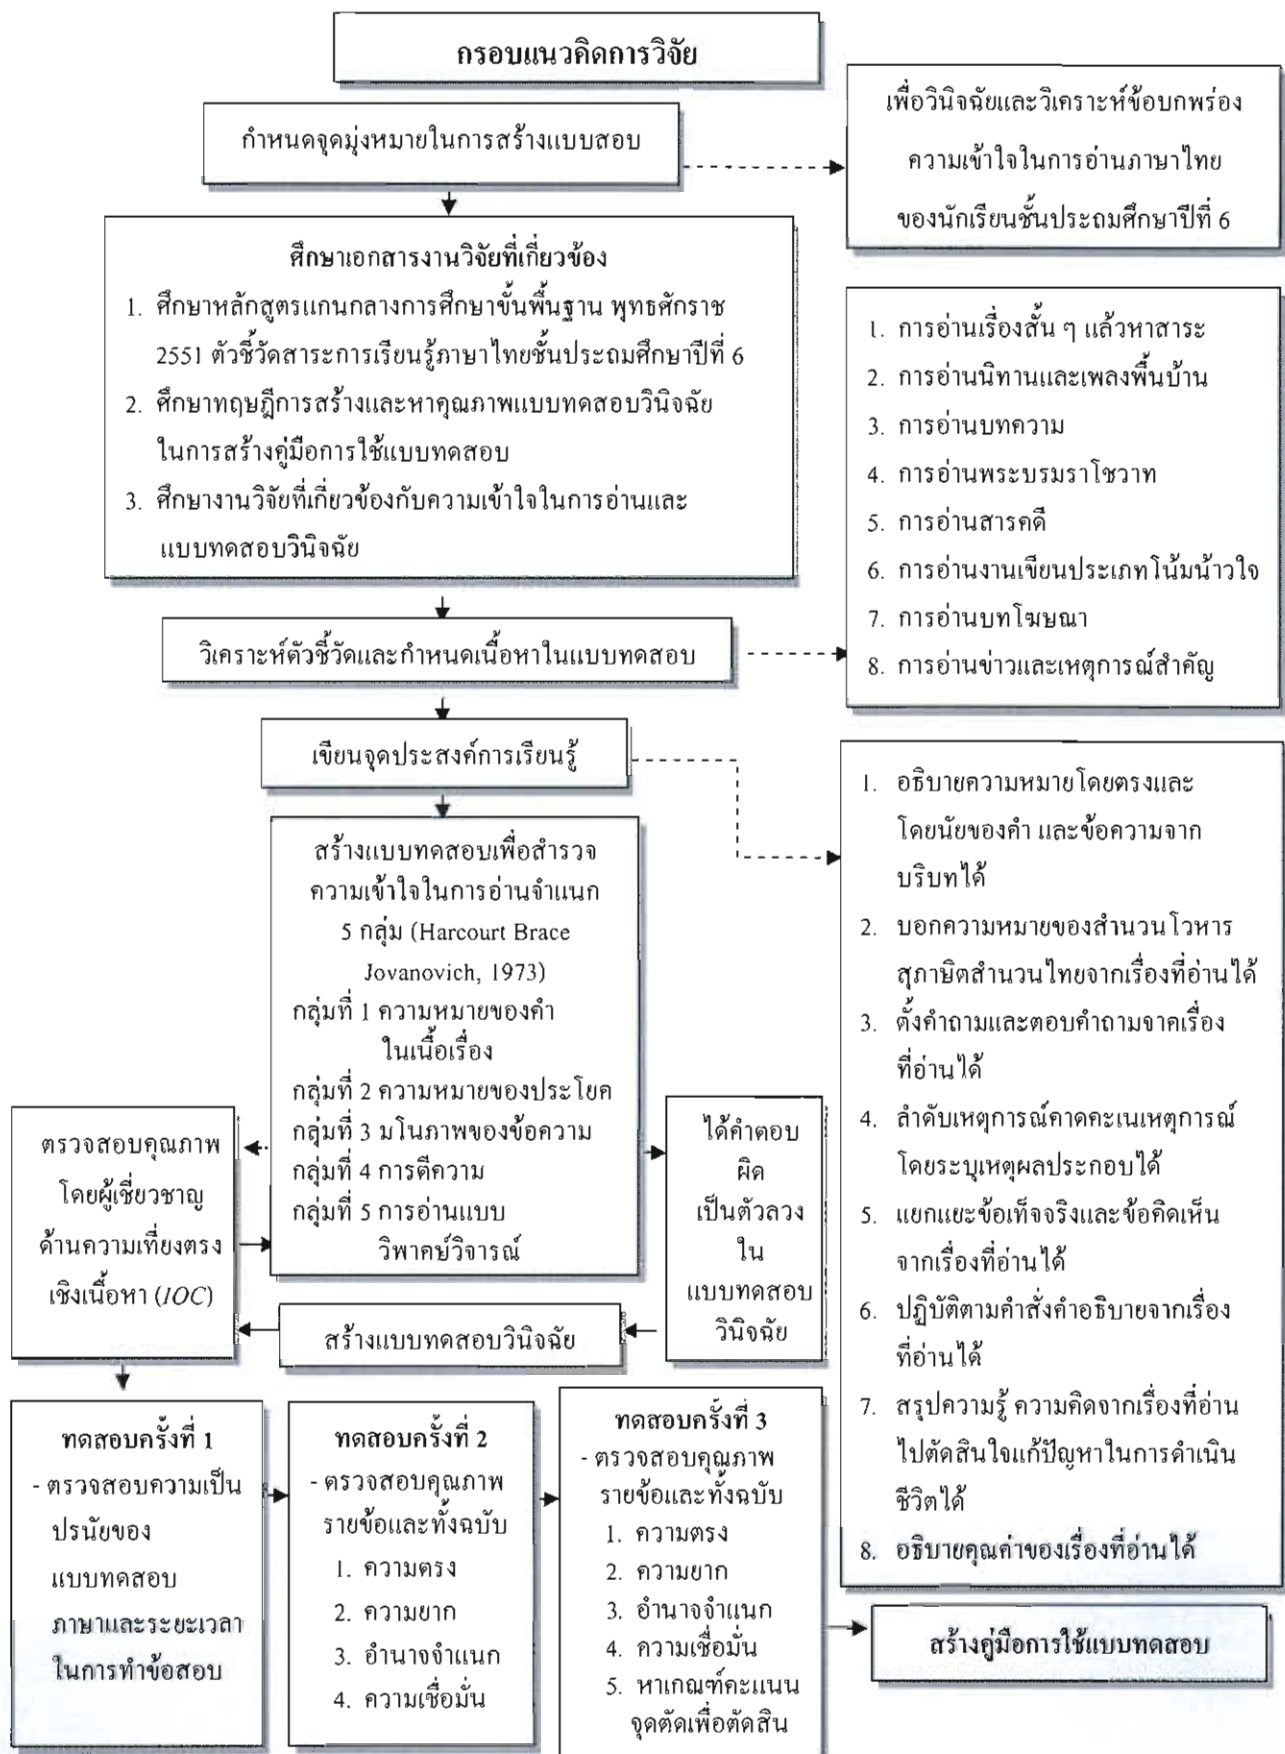 กรอบแนวคิดการวิจัย
กำหนดจุดมุ่งหมายในการสร้างแบบสอบ
เพื่อวินิจฉัยและวิเคราะห์ข้อบกพร่อง
ความเข้าใจในการอ่านภาษาไทย
ของนักเรียนชั้นประถมศึกษาปีที่ 6
ศึกษาเอกสารงานวิจัยที่เกี่ยวข้อง
1. ศึกษาหลักสูตรแกนกลางการศึกษาขั้นพื้นฐาน พุทธศักราช
2551 ตัวชี้วัดสาระการเรียนรู้ภาษาไทยชั้นประถมศึกษาปีที่ 6
2. ศึกษาทฤษฎีการสร้างและหาคุณภาพแบบทดสอบวินิจฉัย
ในการสร้างคู่มือการใช้แบบทดสอบ
3. ศึกษางานวิจัยที่เกี่ยวข้องกับความเข้าใจในการอ่านและ
แบบทดสอบวินิจฉัย
1. การอ่านเรื่องสั้น ๆ แล้วหาสาระ
2. การอ่านนิทานและเพลงพื้นบ้าน
3. การอ่านบทความ
4. การอ่านพระบรมราโชวาท
5. การอ่านสารคดี
6. การอ่านงานเขียนประเภทโน้มน้าวใจ
7. การอ่านบทโฆษณา
8. การอ่านข่าวและเหตุการณ์สำคัญ
วิเคราะห์ตัวชี้วัดและกำหนดเนื้อหาในแบบทดสอบ
เขียนจุดประสงค์การเรียนรู้
1. อธิบายความหมายโดยตรงและ
โดยนัยของคำ และข้อความจาก
บริบทได้
2. บอกความหมายของสำนวนโวหาร
สุภาษิตสำนวนไทยจากเรื่องที่อ่านได้
3. ตั้งคำถามและตอบคำถามจากเรื่อง
ที่อ่านได้
4. ลำดับเหตุการณ์คาดคะเนเหตุการณ์
โดยระบุเหตุผลประกอบได้
5. แยกแยะข้อเท็จจริงและข้อคิดเห็น
จากเรื่องที่อ่านได้
6. ปฏิบัติตามคำสั่งคำอธิบายจากเรื่อง
ที่อ่านได้
7. สรุปความรู้ ความคิดจากเรื่องที่อ่าน
ไปตัดสินใจแก้ปัญหาในการดำเนิน
ชีวิตได้
8. อธิบายคุณค่าของเรื่องที่อ่านได้
สร้างแบบทดสอบเพื่อสำรวจ
ความเข้าใจในการอ่านจำแนก
5 กลุ่ม (Harcourt Brace
Jovanovich, 1973)
กลุ่มที่ 1 ความหมายของคำ
ในเนื้อเรื่อง
กลุ่มที่ 2 ความหมายของประโยค
กลุ่มที่ 3 มโนภาพของข้อความ
กลุ่มที่ 4 การตีความ
กลุ่มที่ 5 การอ่านแบบ
วิพาคย์วิจารณ์
ตรวจสอบคุณภาพ
โดยผู้เชี่ยวชาญ
ด้านความเที่ยงตรง
เชิงเนื้อหา (IOC)
ได้คำตอบ
ผิด
เป็นตัวลวง
ใน
แบบทดสอบ
วินิจฉัย
สร้างแบบทดสอบวินิจฉัย
ทดสอบครั้งที่ 1
- ตรวจสอบความเป็น
ปรนัยของ
แบบทดสอบ
ภาษาและระยะเวลา
ในการทำข้อสอบ
ทดสอบครั้งที่ 2
- ตรวจสอบคุณภาพ
รายข้อและทั้งฉบับ
1. ความตรง
2. ความยาก
3. อำนาจจำแนก
4. ความเชื่อมั่น
ทดสอบครั้งที่ 3
- ตรวจสอบคุณภาพ
รายข้อและทั้งฉบับ
1. ความตรง
2. ความยาก
3. อำนาจจำแนก
4. ความเชื่อมั่น
5. หาเกณฑ์คะแนน
จุดตัดเพื่อตัดสิน
สร้างคู่มือการใช้แบบทดสอบ